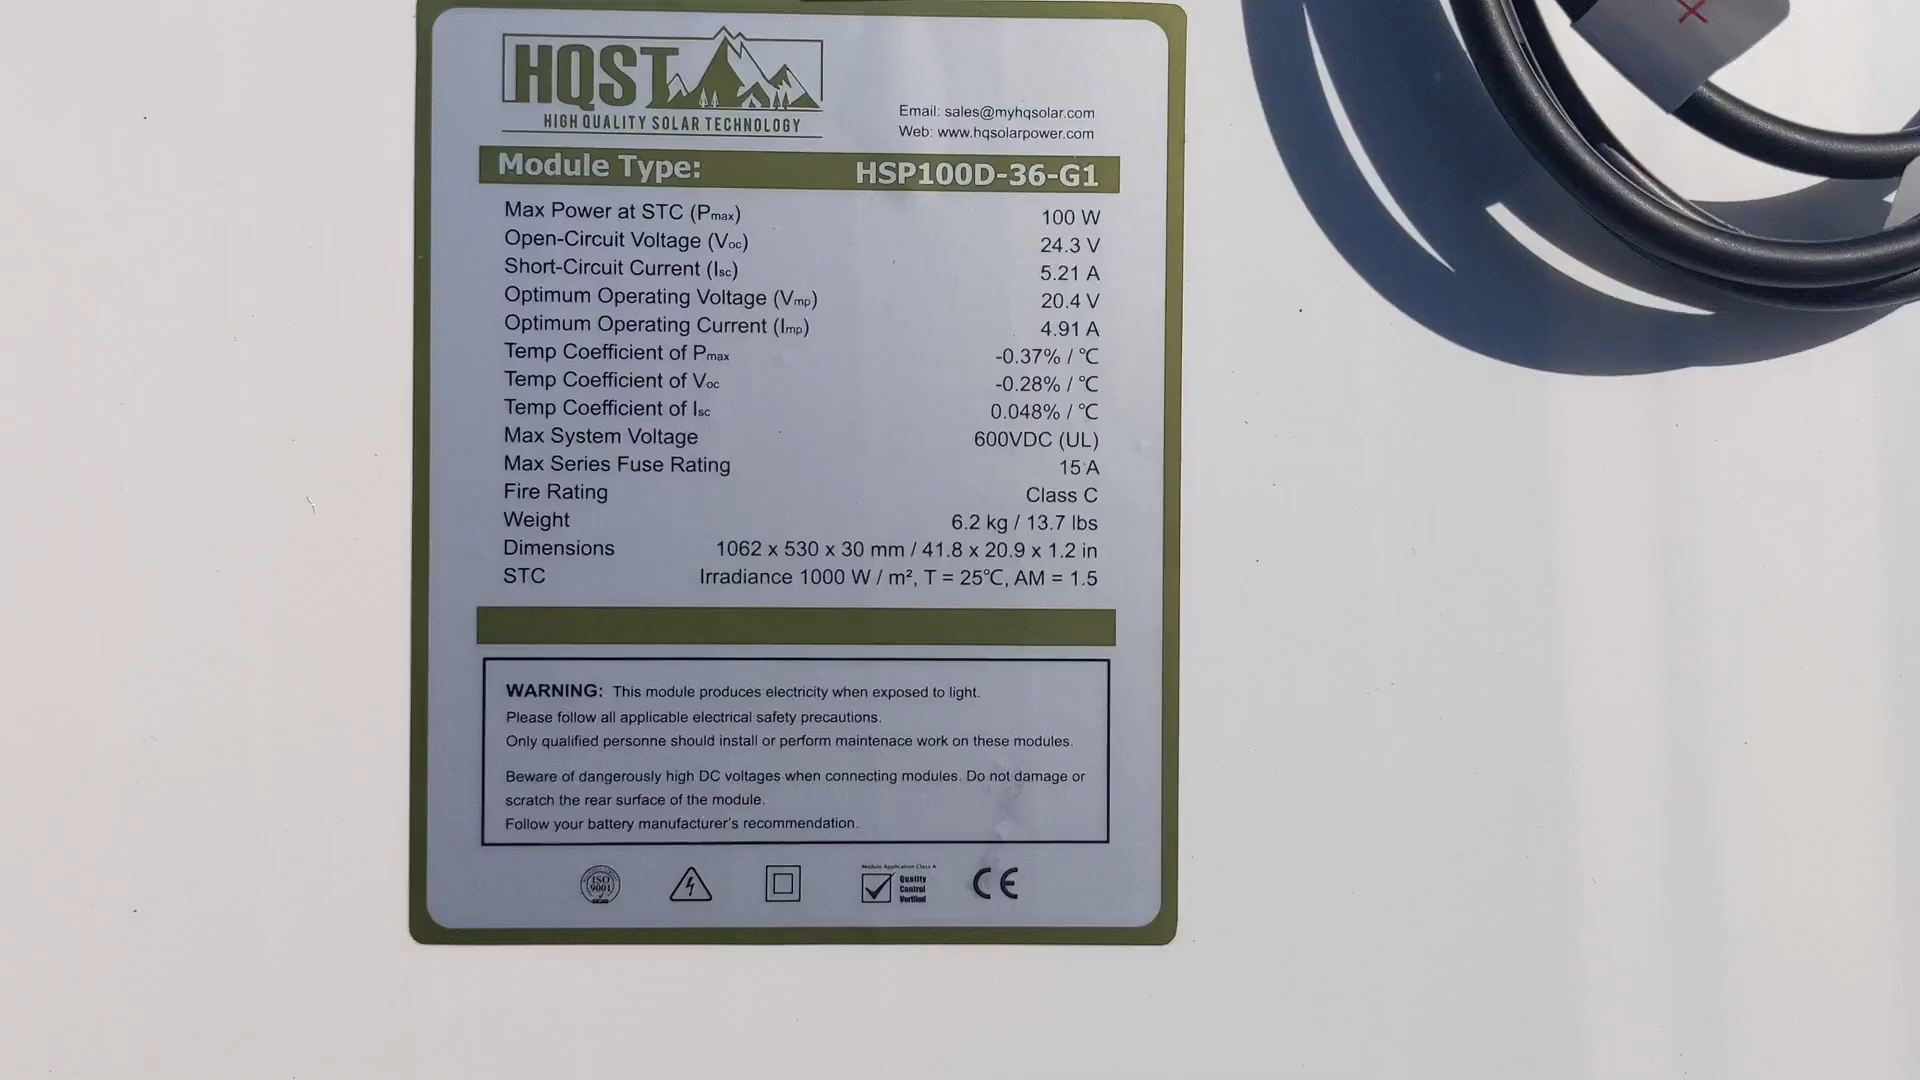 HQST
HIGH QUALITY SOLAR TECHNOLOGY
Email: sales@myhqsolar.com
Web: www.hqsolarpower.com
Module Type: HSP100D-36-G1
Max Power at STC (Pmax) 100 W
Open-Circuit Voltage (Voc) 24.3 V
Short-Circuit Current (Isc) 5.21 A
Optimum Operating Voltage (Vmp) 20.4 V
Optimum Operating Current (Imp) 4.91 A
Temp Coefficient of Pmax -0.37% / ℃
Temp Coefficient of Voc -0.28% / ℃
Temp Coefficient of Isc 0.048% / ℃
Max System Voltage 600VDC (UL)
Max Series Fuse Rating 15 A
Fire Rating Class C
Weight 6.2 kg / 13.7 lbs
Dimensions 1062 x 530 x 30 mm / 41.8 x 20.9 x 1.2 in
STC Irradiance 1000 W / m², T = 25℃, AM = 1.5
WARNING: This module produces electricity when exposed to light.
Please follow all applicable electrical safety precautions.
Only qualified personne should install or perform maintenace work on these modules.
Beware of dangerously high DC voltages when connecting modules. Do not damage or
scratch the rear surface of the module.
Follow your battery manufacturer's recommendation.
ISO
9001
Module Application Class A
Quality
Control
Verified
CE